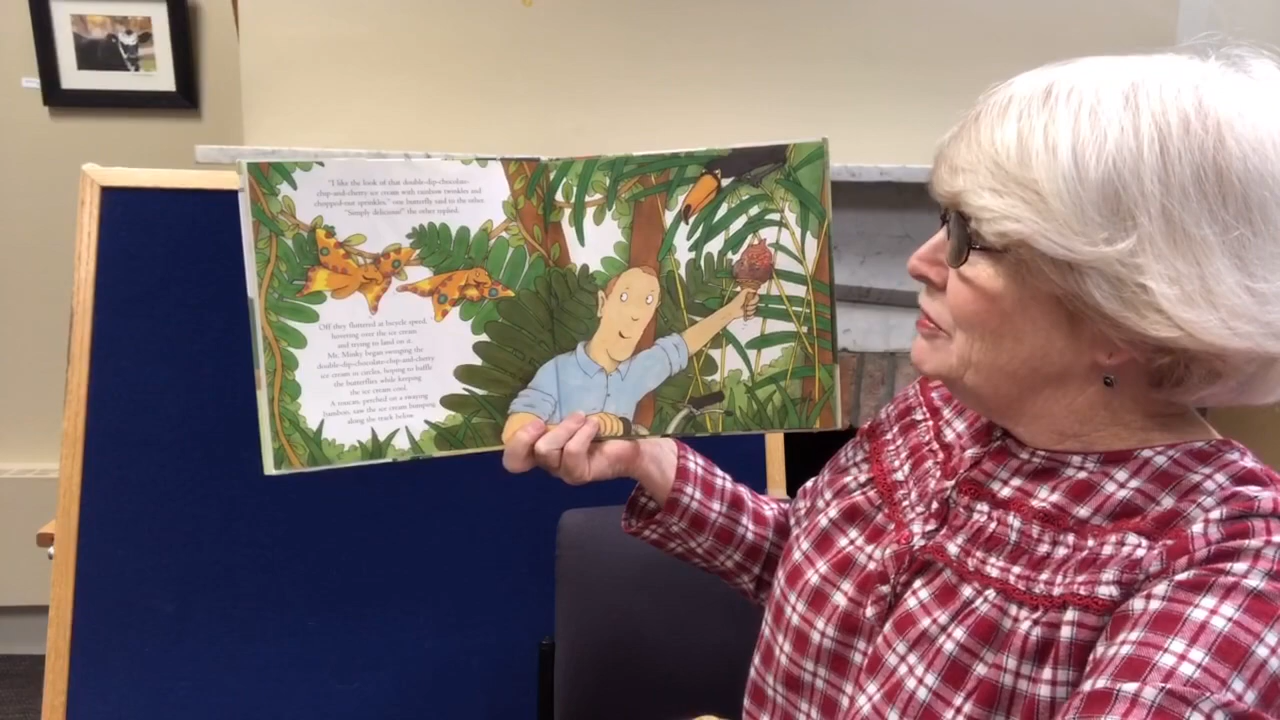 "I like the look of that double-dip-chocolate-
chip-and-cherry ice cream with rainbow twinkles and
chopped-nut sprinkles," one butterfly said to the other.
"Simply delicious!" the other replied.
Off they fluttered at bicycle speed,
hovering over the ice cream
and trying to land on it.
Mr. Minky began swinging the
double-dip-chocolate-chip-and-cherry
ice cream in circles, hoping to baffle
the butterflies while keeping
the ice cream cool.
A toucan, perched on a swaying
bamboo, saw the ice cream bumping
along the track below.